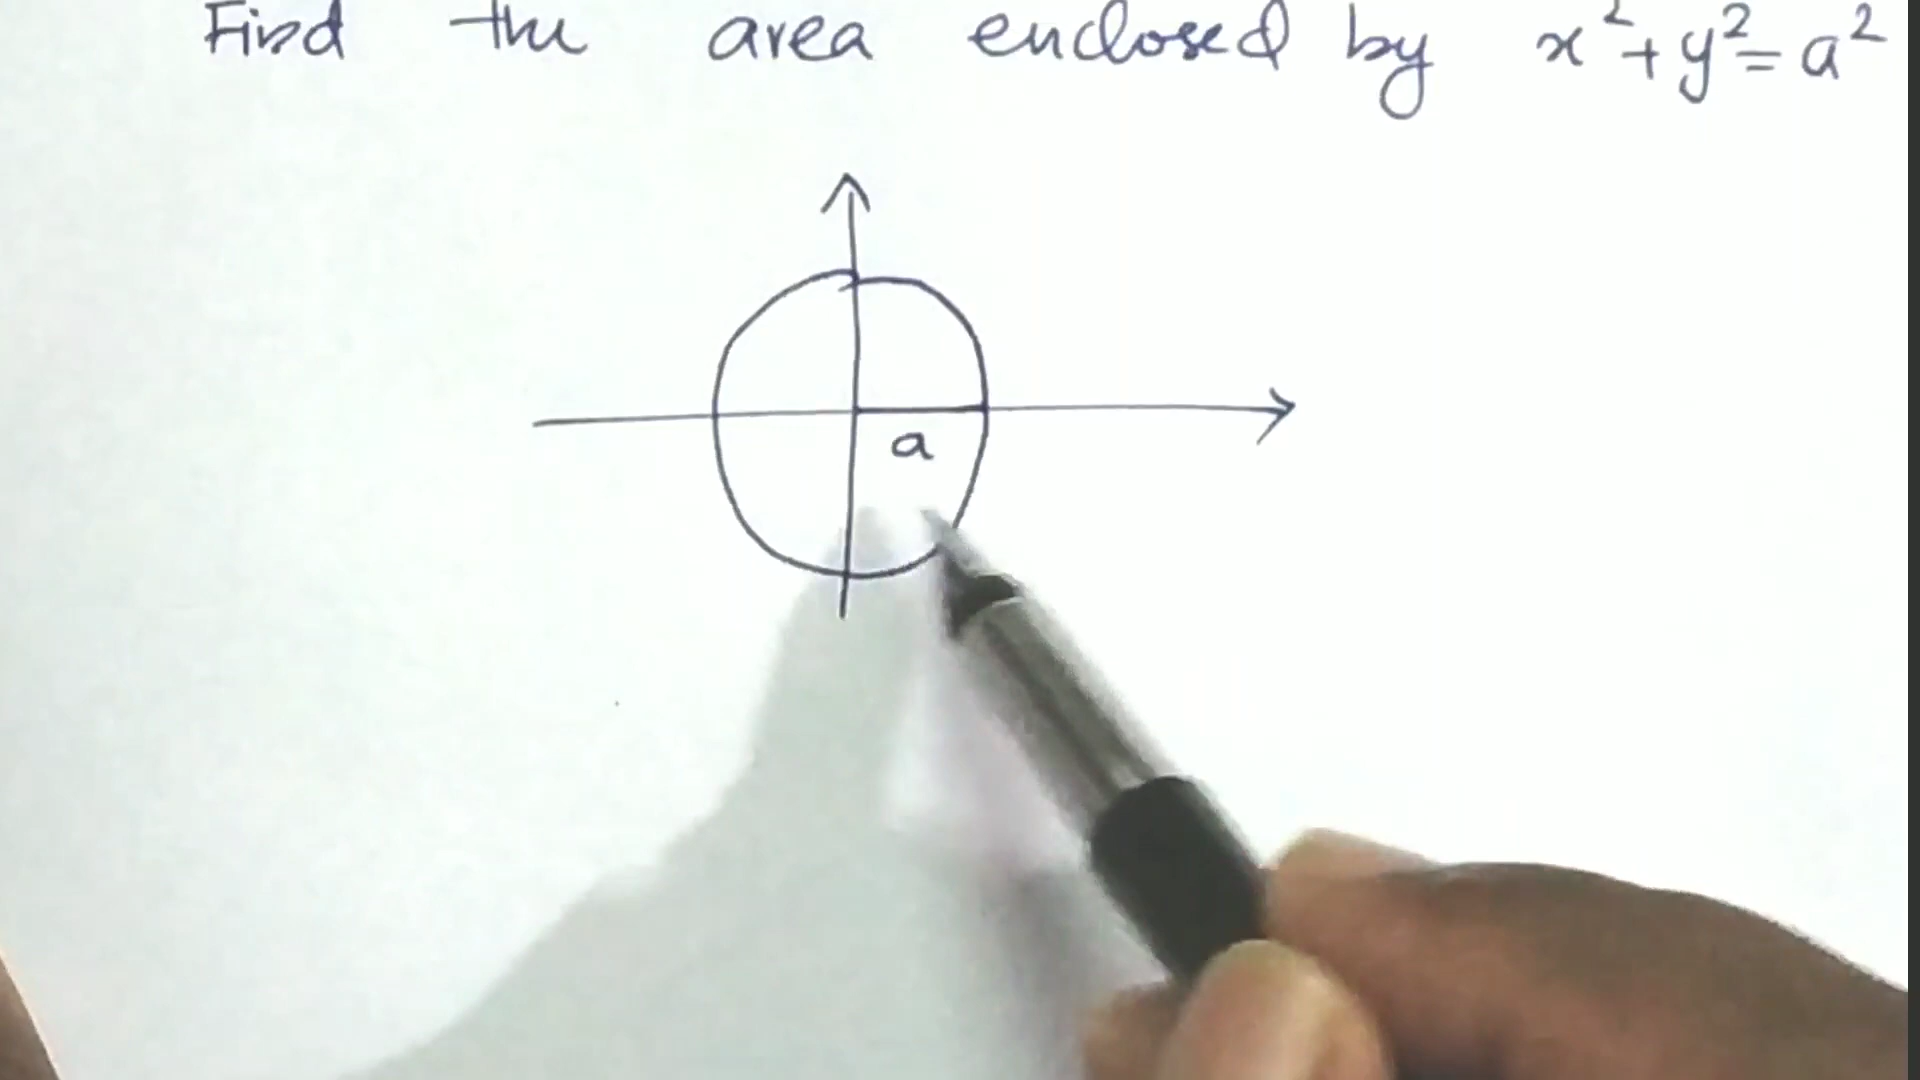 Find the area enclosed by x²+y²=a²
a